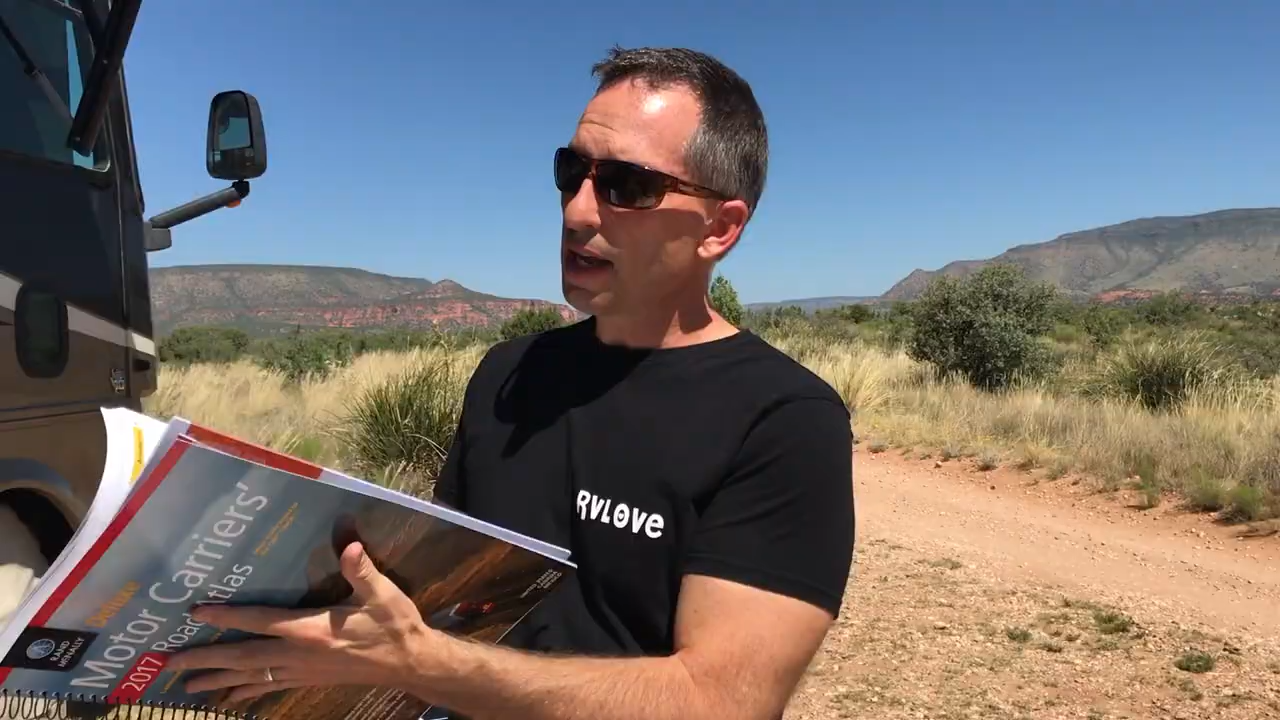 RVLOVE
DELUXE
Motor Carriers'
2017 Road Atlas
RAND McNALLY